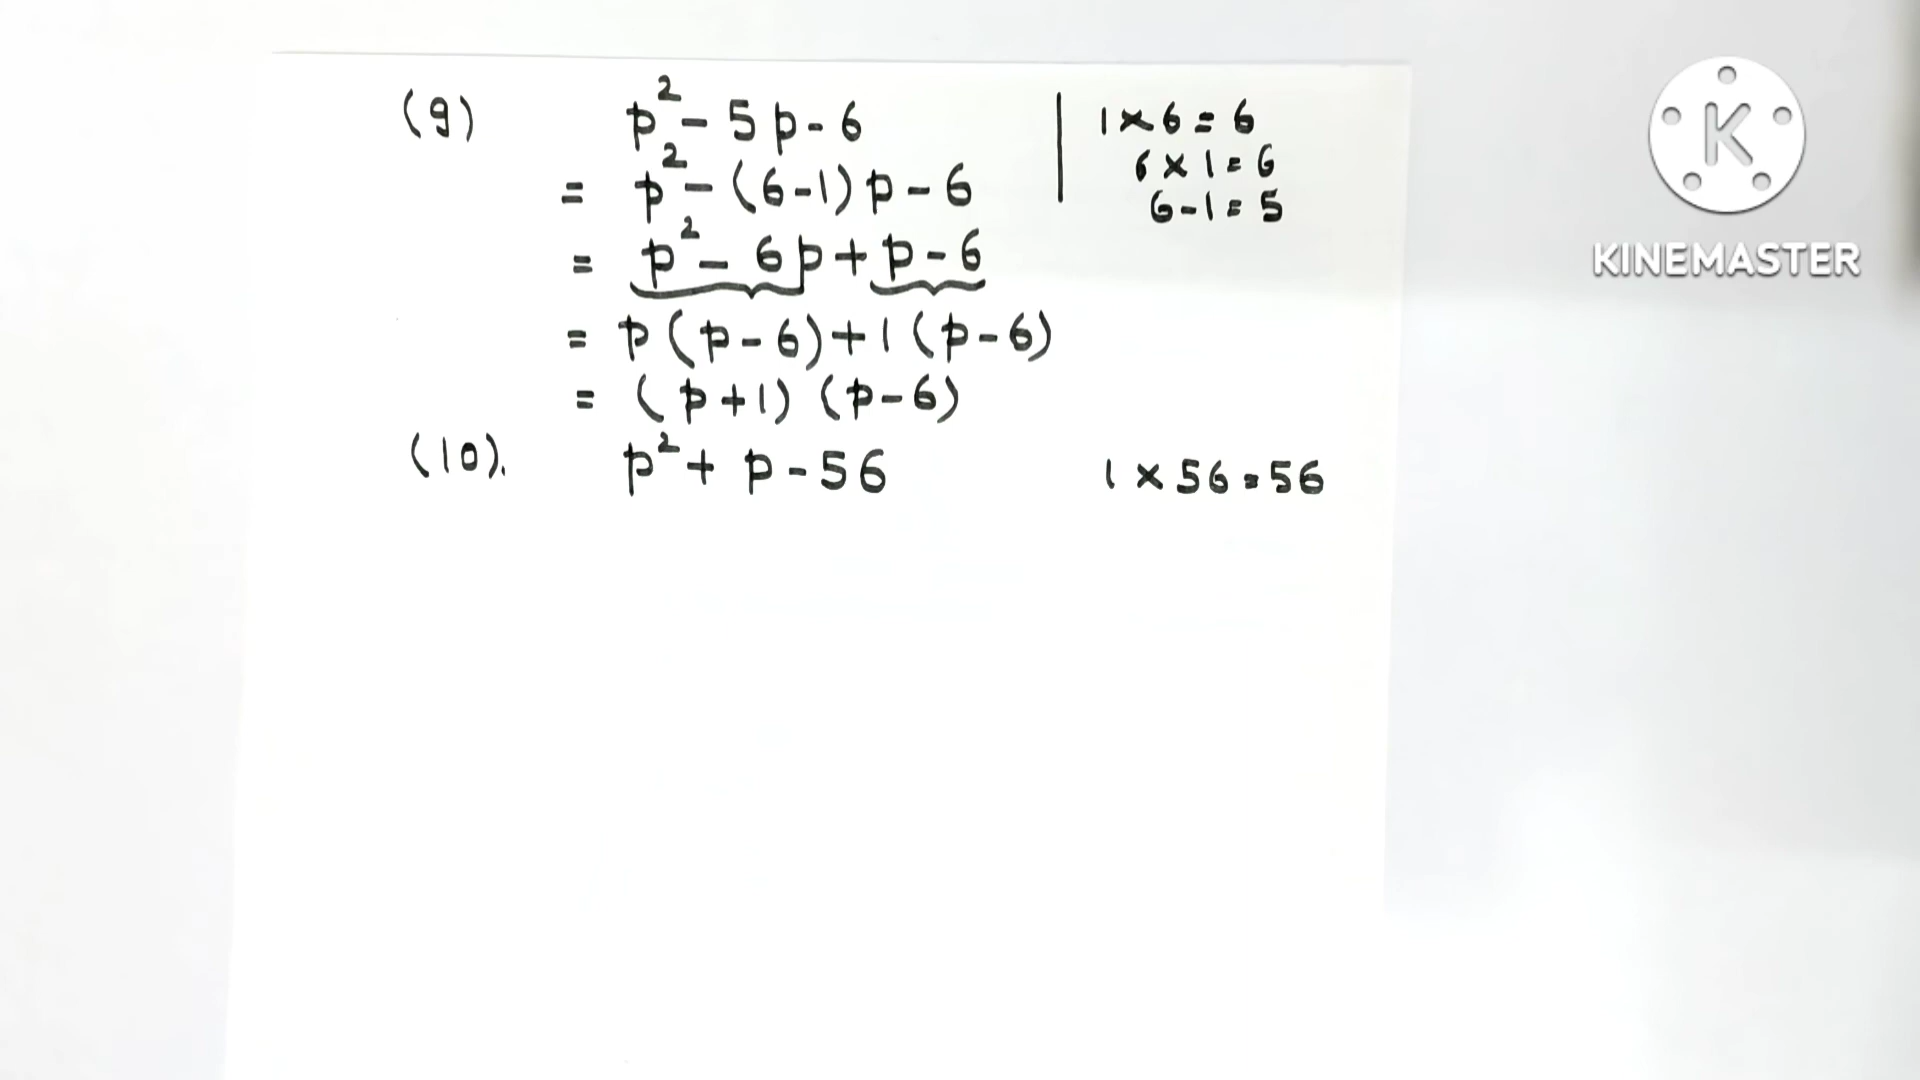 (9) p² - 5p - 6 | 1 × 6 = 6
6 × 1 = 6
= p² - (6-1)p - 6
6 - 1 = 5
= p² - 6p + p - 6
= p(p-6) + 1(p-6)
= (p+1)(p-6)
(10). p² + p - 56 1 × 56 = 56
K
KINEMASTER